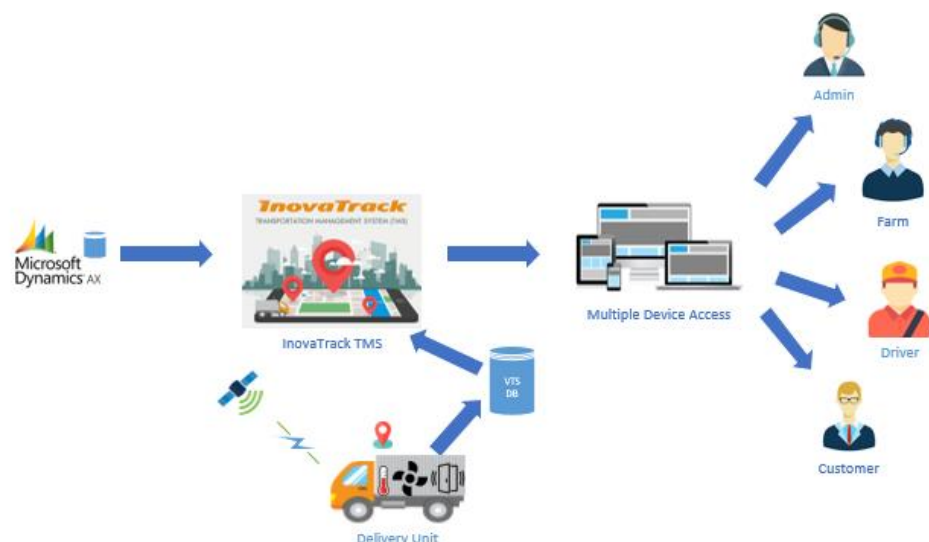 Admin
Farm
InovaTrack
TRANSPORTATION MANAGEMENT SYSTEM (TMS)
Microsoft
Dynamics AX
Multiple Device Access
InovaTrack TMS
Driver
VTS
DB
Customer
Delivery Unit